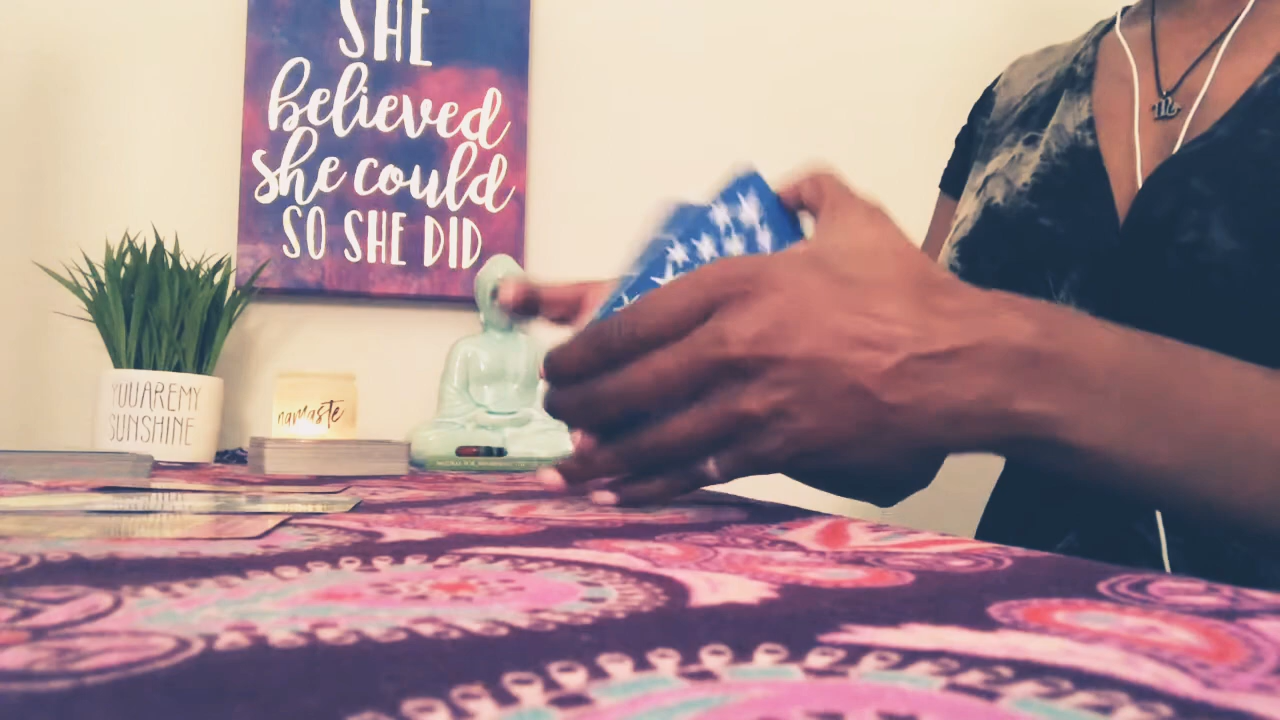 SHE
believed
she could
SO SHE DID
YOU ARE MY
SUNSHINE
namaste